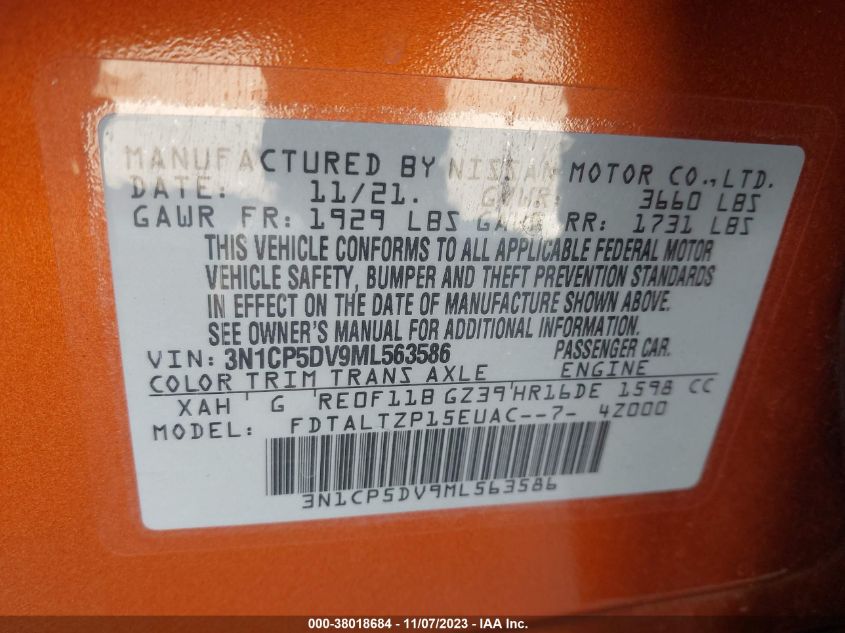 MANUFACTURED BY NISSAN MOTOR CO.,LTD.
DATE: 11/21. GVWR: 3660 LBS
GAWR FR: 1929 LBS GAWR RR: 1731 LBS
THIS VEHICLE CONFORMS TO ALL APPLICABLE FEDERAL MOTOR
VEHICLE SAFETY, BUMPER AND THEFT PREVENTION STANDARDS
IN EFFECT ON THE DATE OF MANUFACTURE SHOWN ABOVE.
SEE OWNER'S MANUAL FOR ADDITIONAL INFORMATION.
VIN: 3N1CP5DV9ML563586 PASSENGER CAR.
COLOR TRIM TRANS AXLE ENGINE
XAH G RE0F11B GZ39 HR16DE 1598 CC
MODEL: FDTALTZP15EUAC--7- 4Z000
3N1CP5DV9ML563586
000-38018684 - 11/07/2023 - IAA Inc.